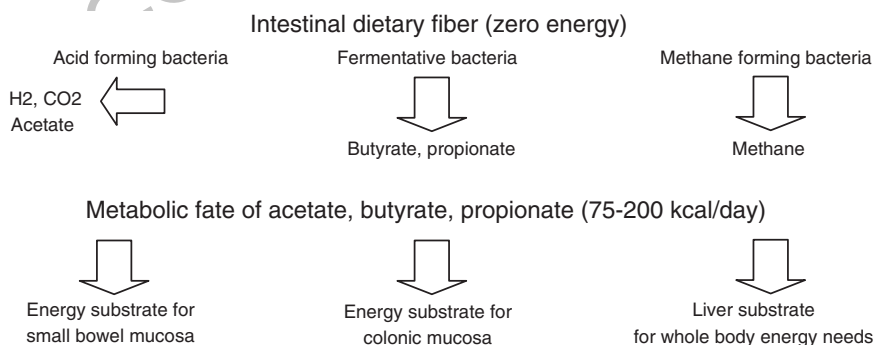 Intestinal dietary fiber (zero energy)
Acid forming bacteria
Fermentative bacteria
Methane forming bacteria
H2, CO2
Acetate
Butyrate, propionate
Methane
Metabolic fate of acetate, butyrate, propionate (75-200 kcal/day)
Energy substrate for
small bowel mucosa
Energy substrate for
colonic mucosa
Liver substrate
for whole body energy needs